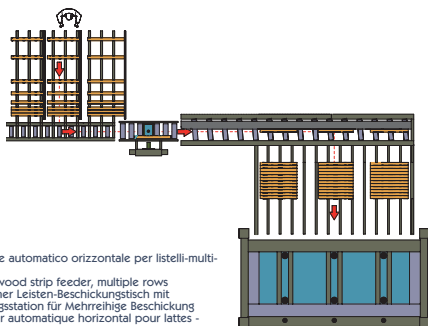 e automatico orizzontale per listelli-multi-
wood strip feeder, multiple rows
ner Leisten-Beschickungstisch mit
gsstation für Mehrreihige Beschickung
r automatique horizontal pour lattes -